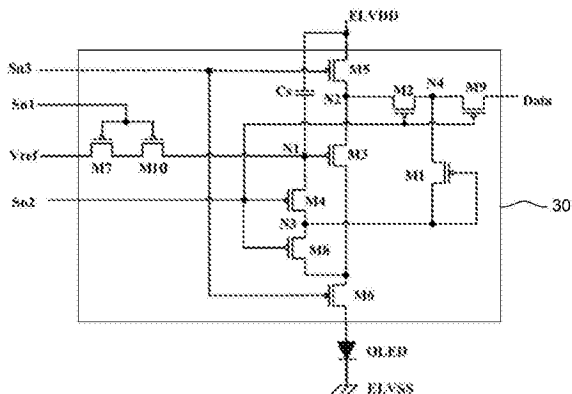 ELVDD
Sn3
M5
Cs
M2
N4
M9
N2
Data
Sn1
Vref
M7
M10
N1
M3
M1
Sn2
M4
N3
M8
30
M6
OLED
ELVSS